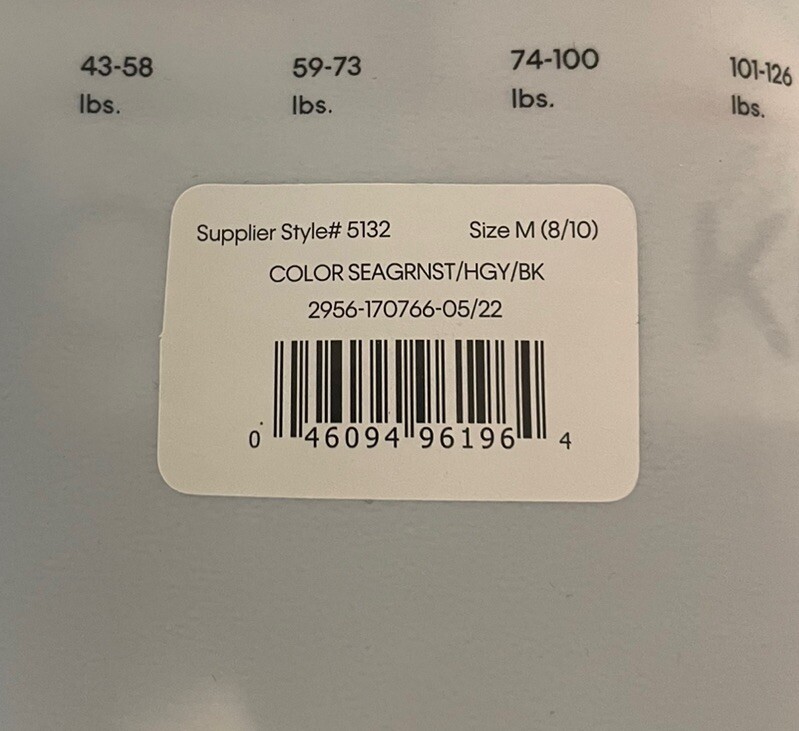 43-58 59-73 74-100 101-126
lbs. lbs. lbs. lbs.
Supplier Style# 5132 Size M (8/10)
COLOR SEAGRNST/HGY/BK
2956-170766-05/22
0 46094 96196 4
K